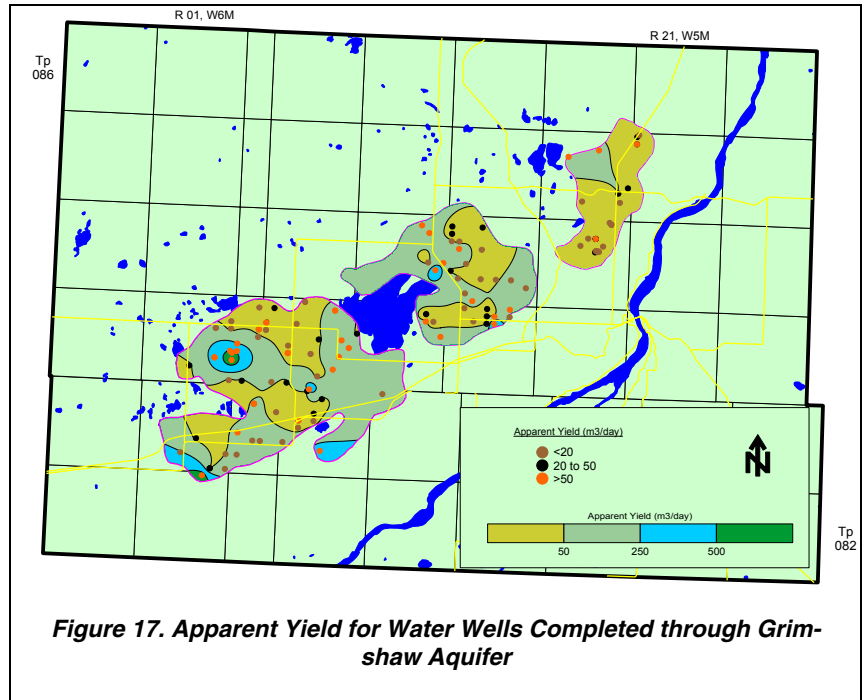 R 01, W6M
R 21, W5M
Tp
086
Apparent Yield (m3/day)
<20
20 to 50
>50
N
Apparent Yield (m3/day)
50 250 500
Tp
082
Figure 17. Apparent Yield for Water Wells Completed through Grim-
shaw Aquifer